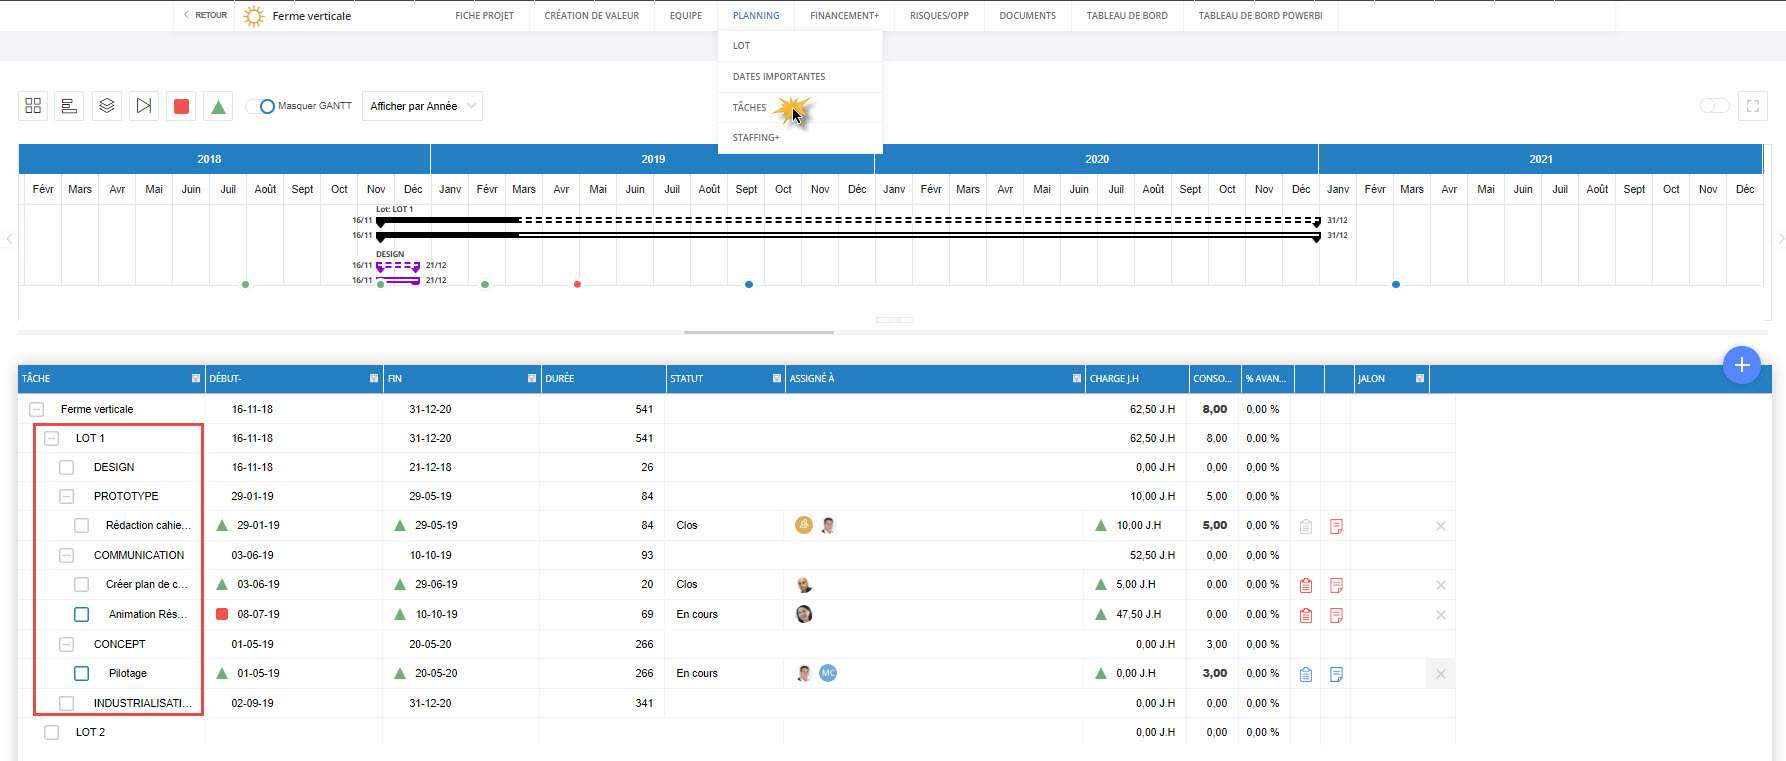 RETOUR Ferme verticale FICHE PROJET CRÉATION DE VALEUR EQUIPE PLANNING FINANCEMENT+ RISQUES/OPP DOCUMENTS TABLEAU DE BORD TABLEAU DE BORD POWERBI
LOT
DATES IMPORTANTES
TÂCHES
STAFFING+
Masquer GANTT Afficher par Année
2018 2019 2020 2021
Févr Mars Avr Mai Juin Juil Août Sept Oct Nov Déc Janv Févr Mars Avr Mai Juin Juil Août Sept Oct Nov Déc Janv Févr Mars Avr Mai Juin Juil Août Sept Oct Nov Déc Janv Févr Mars Avr Mai Juin Juil Août Sept Oct Nov Déc
Lot: LOT 1
16/11 31/12
16/11 31/12
DESIGN
16/11 21/12
16/11 21/12
TÂCHE DÉBUT- FIN DURÉE STATUT ASSIGNÉ À CHARGE J.H CONSO... % AVAN... JALON
Ferme verticale 16-11-18 31-12-20 541 62,50 J.H 8,00 0,00 %
LOT 1 16-11-18 31-12-20 541 62,50 J.H 8,00 0,00 %
DESIGN 16-11-18 21-12-18 26 0,00 J.H 0,00 0,00 %
PROTOTYPE 29-01-19 29-05-19 84 10,00 J.H 5,00 0,00 %
Rédaction cahie... 29-01-19 29-05-19 84 Clos 10,00 J.H 5,00 0,00 %
COMMUNICATION 03-06-19 10-10-19 93 52,50 J.H 0,00 0,00 %
Créer plan de c... 03-06-19 29-06-19 20 Clos 5,00 J.H 0,00 0,00 %
Animation Rés... 08-07-19 10-10-19 69 En cours 47,50 J.H 0,00 0,00 %
CONCEPT 01-05-19 20-05-20 266 0,00 J.H 3,00 0,00 %
Pilotage 01-05-19 20-05-20 266 En cours MC 0,00 J.H 3,00 0,00 %
INDUSTRIALISATI... 02-09-19 31-12-20 341 0,00 J.H 0,00 0,00 %
LOT 2 0,00 J.H 0,00 0,00 %